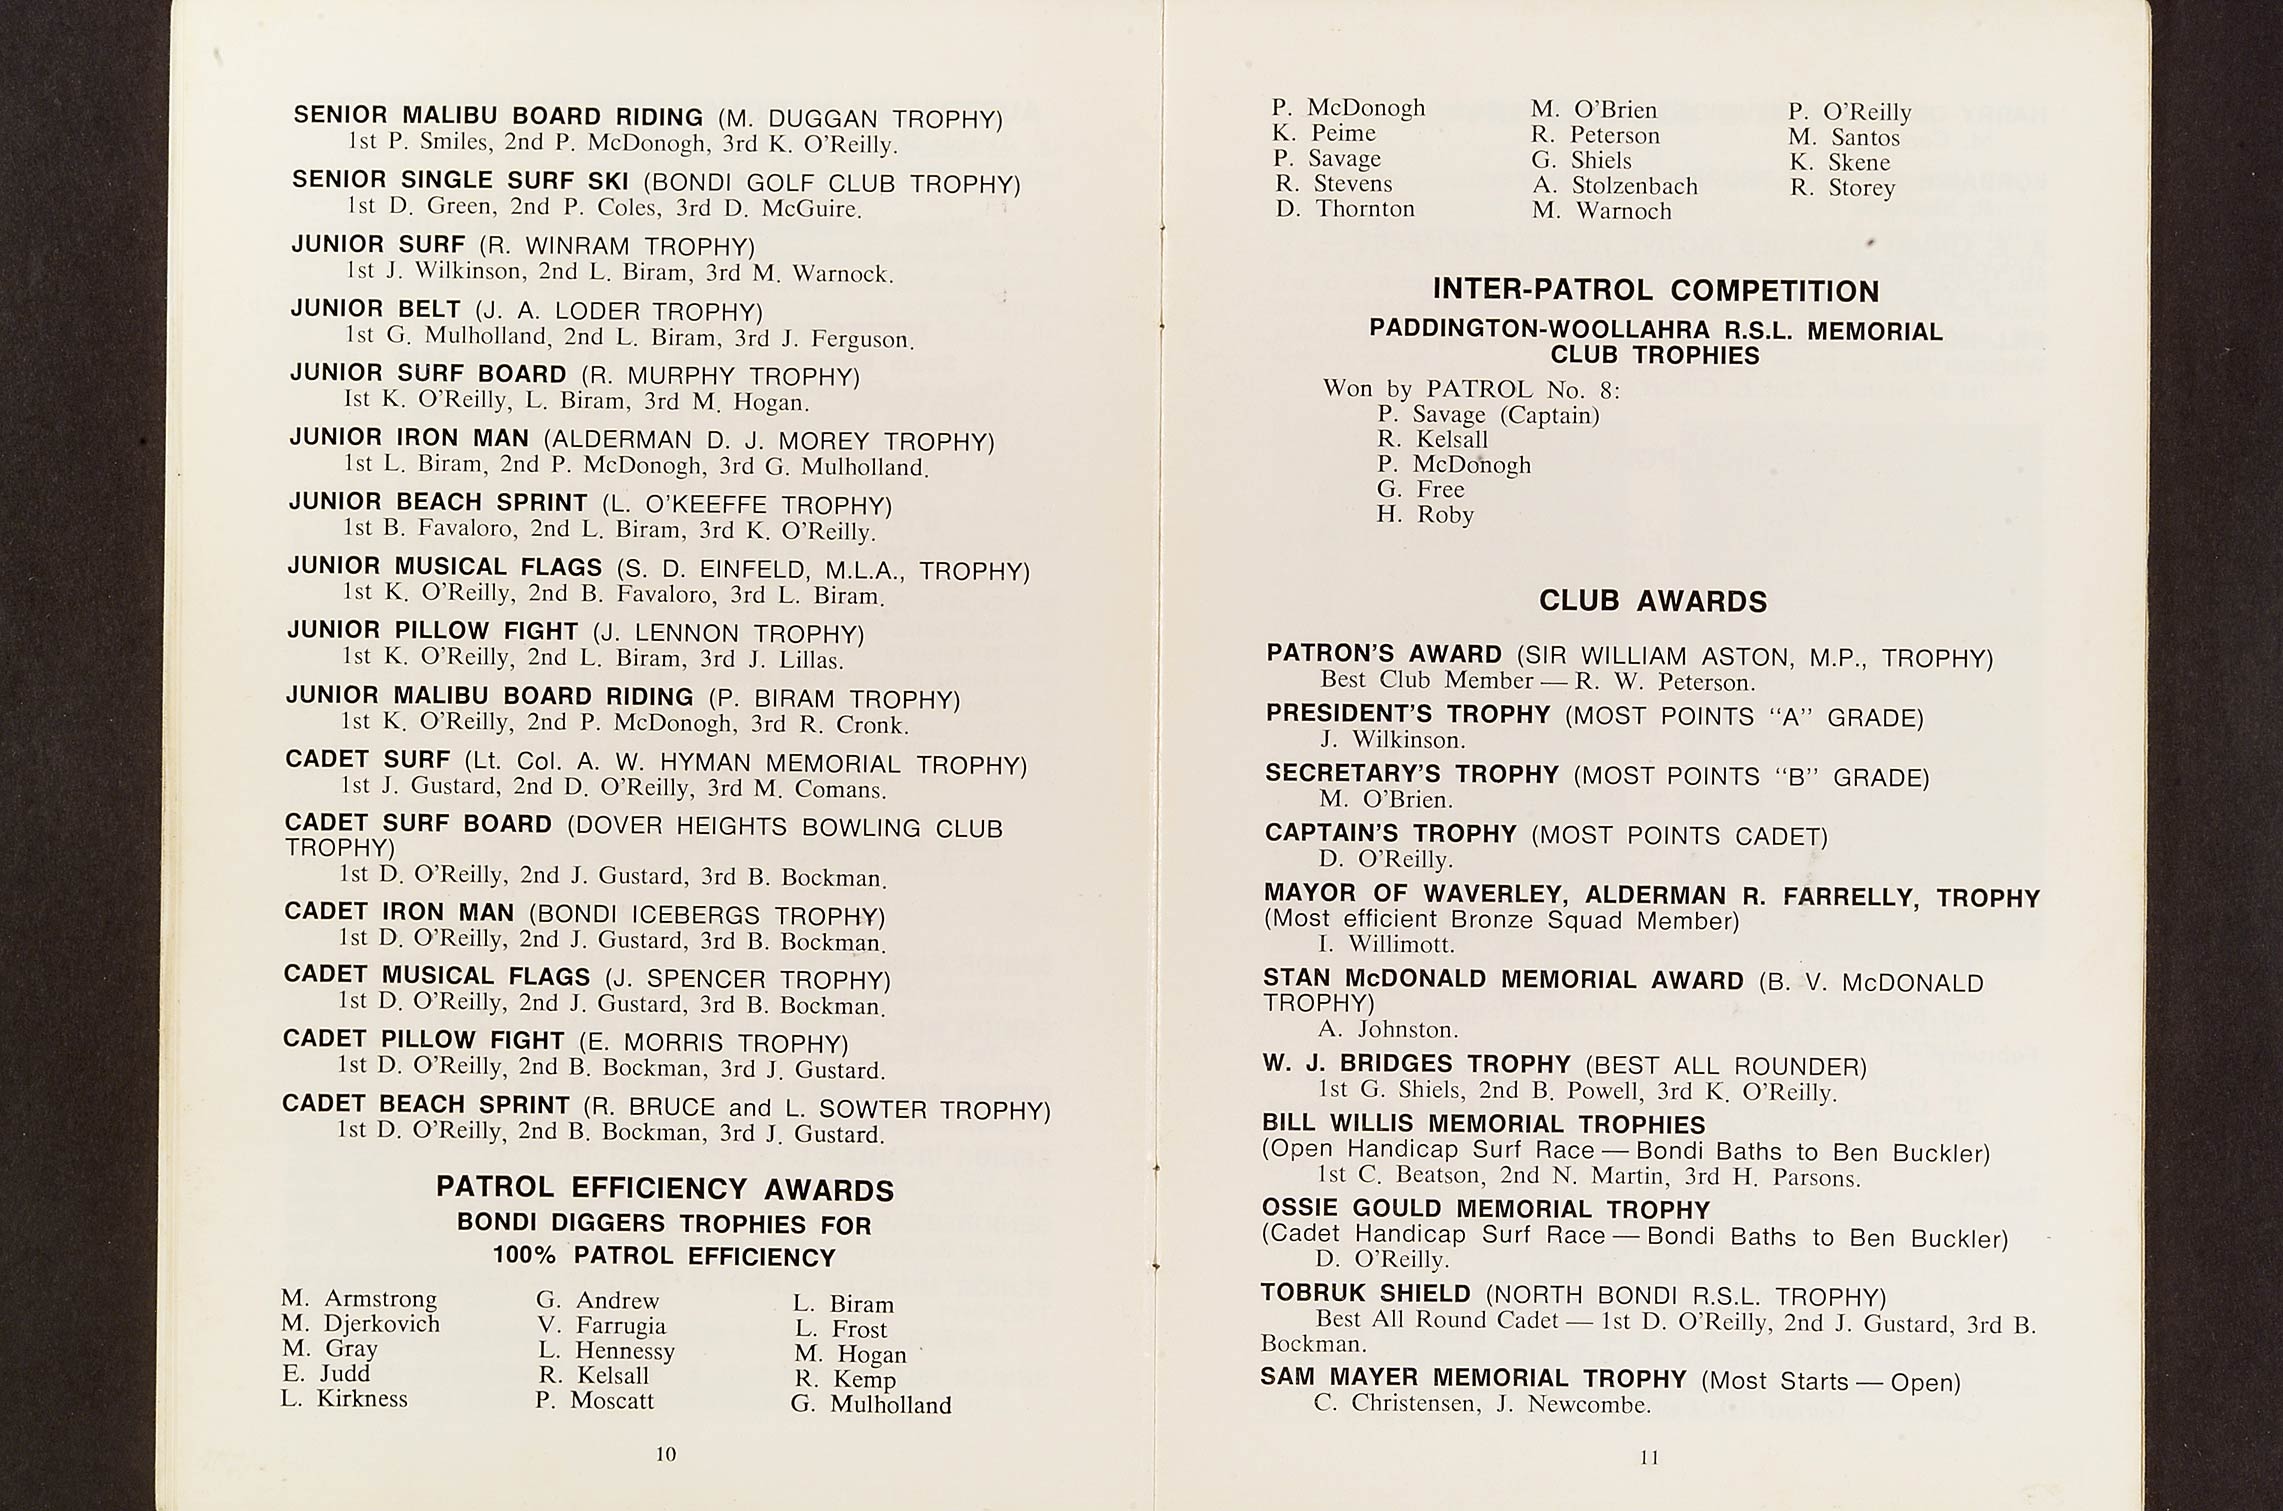 SENIOR MALIBU BOARD RIDING (M. DUGGAN TROPHY)
1st P. Smiles, 2nd P. McDonogh, 3rd K. O'Reilly.
SENIOR SINGLE SURF SKI (BONDI GOLF CLUB TROPHY)
1st D. Green, 2nd P. Coles, 3rd D. McGuire.
JUNIOR SURF (R. WINRAM TROPHY)
1st J. Wilkinson, 2nd L. Biram, 3rd M. Warnock.
JUNIOR BELT (J. A. LODER TROPHY)
1st G. Mulholland, 2nd L. Biram, 3rd J. Ferguson.
JUNIOR SURF BOARD (R. MURPHY TROPHY)
Ist K. O'Reilly, L. Biram, 3rd M. Hogan.
JUNIOR IRON MAN (ALDERMAN D. J. MOREY TROPHY)
1st L. Biram, 2nd P. McDonogh, 3rd G. Mulholland.
JUNIOR BEACH SPRINT (L. O'KEEFFE TROPHY)
1st B. Favaloro, 2nd L. Biram, 3rd K. O'Reilly.
JUNIOR MUSICAL FLAGS (S. D. EINFELD, M.L.A., TROPHY)
1st K. O'Reilly, 2nd B. Favaloro, 3rd L. Biram.
JUNIOR PILLOW FIGHT (J. LENNON TROPHY)
1st K. O'Reilly, 2nd L. Biram, 3rd J. Lillas.
JUNIOR MALIBU BOARD RIDING (P. BIRAM TROPHY)
1st K. O'Reilly, 2nd P. McDonogh, 3rd R. Cronk.
CADET SURF (Lt. Col. A. W. HYMAN MEMORIAL TROPHY)
1st J. Gustard, 2nd D. O'Reilly, 3rd M. Comans.
CADET SURF BOARD (DOVER HEIGHTS BOWLING CLUB
TROPHY)
1st D. O'Reilly, 2nd J. Gustard, 3rd B. Bockman.
CADET IRON MAN (BONDI ICEBERGS TROPHY)
1st D. O'Reilly, 2nd J. Gustard, 3rd B. Bockman.
CADET MUSICAL FLAGS (J. SPENCER TROPHY)
1st D. O'Reilly, 2nd J. Gustard, 3rd B. Bockman.
CADET PILLOW FIGHT (E. MORRIS TROPHY)
1st D. O'Reilly, 2nd B. Bockman, 3rd J. Gustard.
CADET BEACH SPRINT (R. BRUCE and L. SOWTER TROPHY)
1st D. O'Reilly, 2nd B. Bockman, 3rd J. Gustard.
PATROL EFFICIENCY AWARDS
BONDI DIGGERS TROPHIES FOR
100% PATROL EFFICIENCY
M. Armstrong G. Andrew L. Biram
M. Djerkovich V. Farrugia L. Frost
M. Gray L. Hennessy M. Hogan
E. Judd R. Kelsall R. Kemp
L. Kirkness P. Moscatt G. Mulholland
10
P. McDonogh M. O'Brien P. O'Reilly
K. Peime R. Peterson M. Santos
P. Savage G. Shiels K. Skene
R. Stevens A. Stolzenbach R. Storey
D. Thornton M. Warnoch
INTER-PATROL COMPETITION
PADDINGTON-WOOLLAHRA R.S.L. MEMORIAL
CLUB TROPHIES
Won by PATROL No. 8:
P. Savage (Captain)
R. Kelsall
P. McDonogh
G. Free
H. Roby
CLUB AWARDS
PATRON'S AWARD (SIR WILLIAM ASTON, M.P., TROPHY)
Best Club Member — R. W. Peterson.
PRESIDENT'S TROPHY (MOST POINTS "A" GRADE)
J. Wilkinson.
SECRETARY'S TROPHY (MOST POINTS "B" GRADE)
M. O'Brien.
CAPTAIN'S TROPHY (MOST POINTS CADET)
D. O'Reilly.
MAYOR OF WAVERLEY, ALDERMAN R. FARRELLY, TROPHY
(Most efficient Bronze Squad Member)
I. Willimott.
STAN McDONALD MEMORIAL AWARD (B. V. McDONALD
TROPHY)
A. Johnston.
W. J. BRIDGES TROPHY (BEST ALL ROUNDER)
1st G. Shiels, 2nd B. Powell, 3rd K. O'Reilly.
BILL WILLIS MEMORIAL TROPHIES
(Open Handicap Surf Race — Bondi Baths to Ben Buckler)
1st C. Beatson, 2nd N. Martin, 3rd H. Parsons.
OSSIE GOULD MEMORIAL TROPHY
(Cadet Handicap Surf Race — Bondi Baths to Ben Buckler)
D. O'Reilly.
TOBRUK SHIELD (NORTH BONDI R.S.L. TROPHY)
Best All Round Cadet — 1st D. O'Reilly, 2nd J. Gustard, 3rd B.
Bockman.
SAM MAYER MEMORIAL TROPHY (Most Starts — Open)
C. Christensen, J. Newcombe.
11